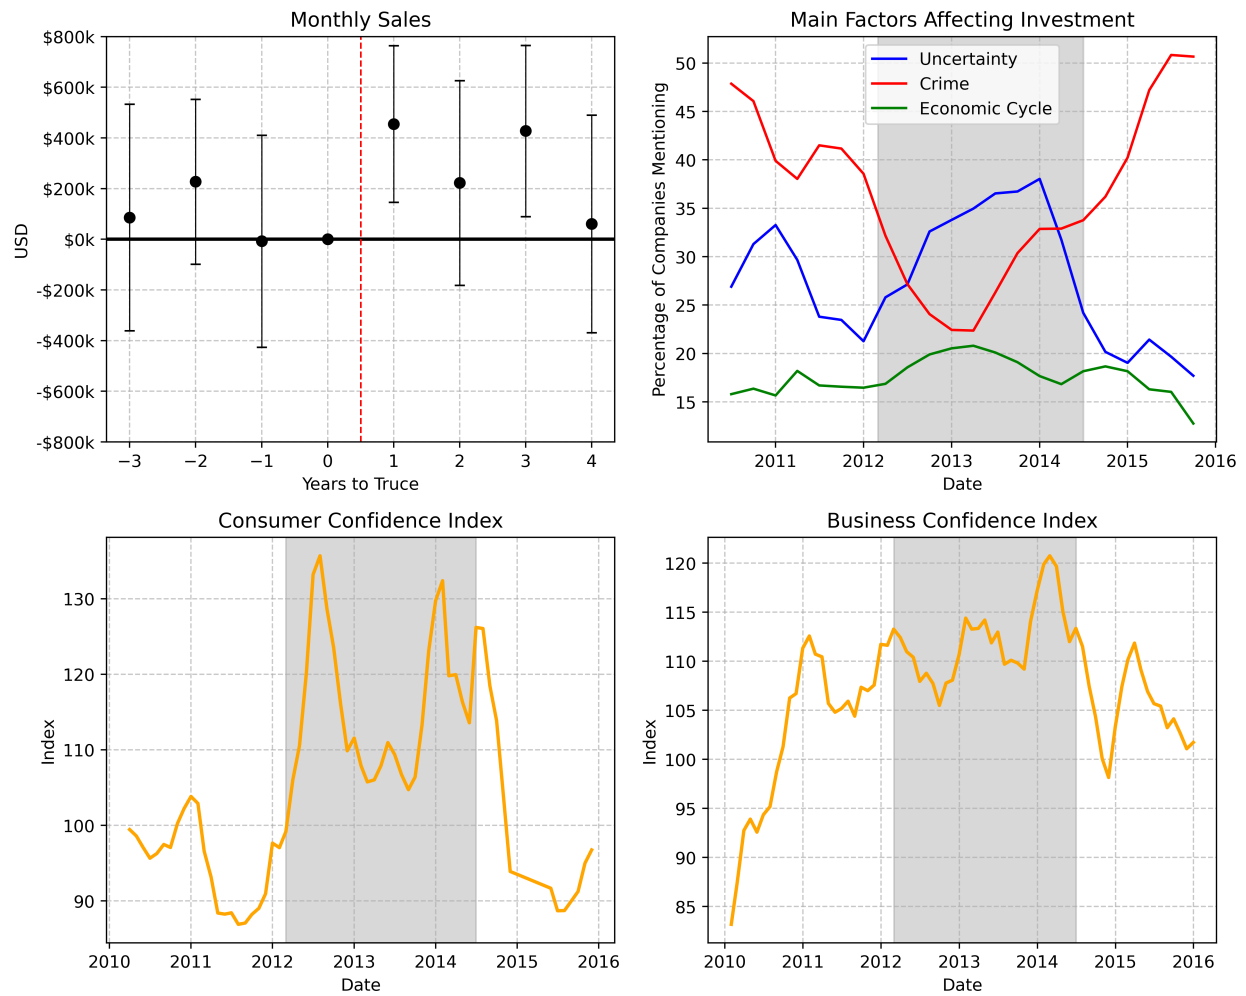 Monthly Sales
$800k
$600k
$400k
$200k
$0k
-$200k
-$400k
-$600k
-$800k
USD
−3 −2 −1 0 1 2 3 4
Years to Truce
Main Factors Affecting Investment
50
45
40
35
30
25
20
15
Percentage of Companies Mentioning
Uncertainty
Crime
Economic Cycle
2011 2012 2013 2014 2015 2016
Date
Consumer Confidence Index
130
120
110
100
90
Index
2010 2011 2012 2013 2014 2015 2016
Date
Business Confidence Index
120
115
110
105
100
95
90
85
Index
2010 2011 2012 2013 2014 2015 2016
Date